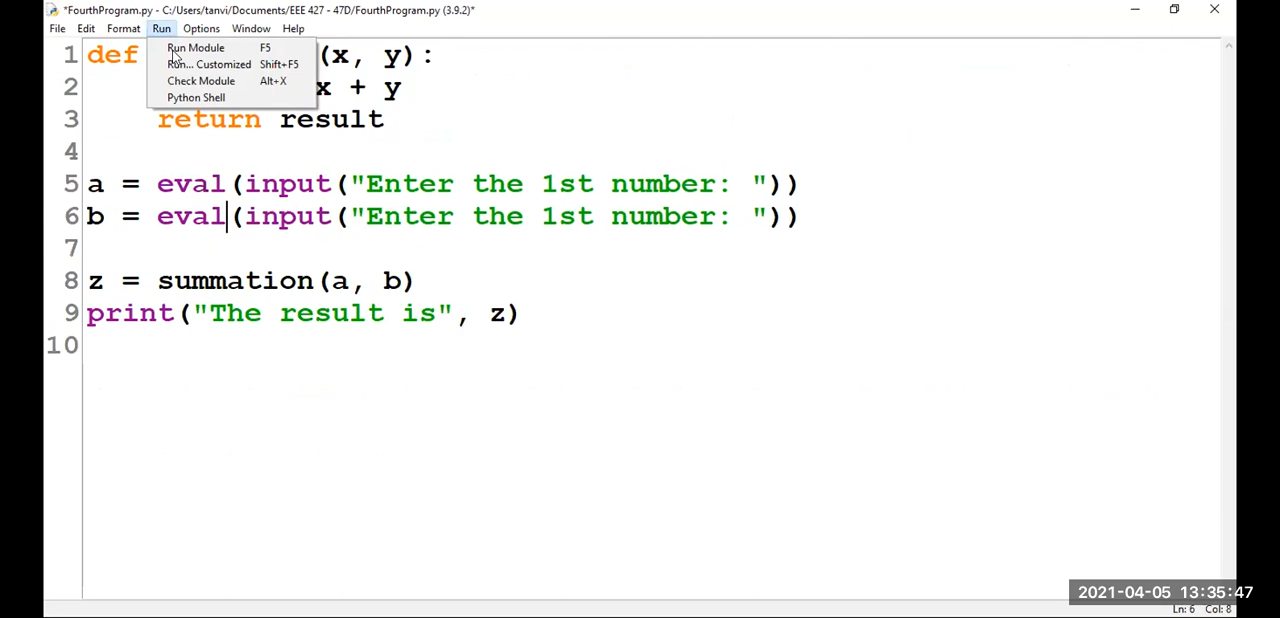 *FourthProgram.py - C:/Users/tanvi/Documents/EEE 427 - 47D/FourthProgram.py (3.9.2)*
File Edit Format Run Options Window Help
Run Module F5
Run... Customized Shift+F5
Check Module Alt+X
Python Shell
1 def (x, y):
2 x + y
3 return result
4
5 a = eval(input("Enter the 1st number: "))
6 b = eval(input("Enter the 1st number: "))
7
8 z = summation(a, b)
9 print("The result is", z)
10
2021-04-05 13:35:47
Ln: 6 Col: 8